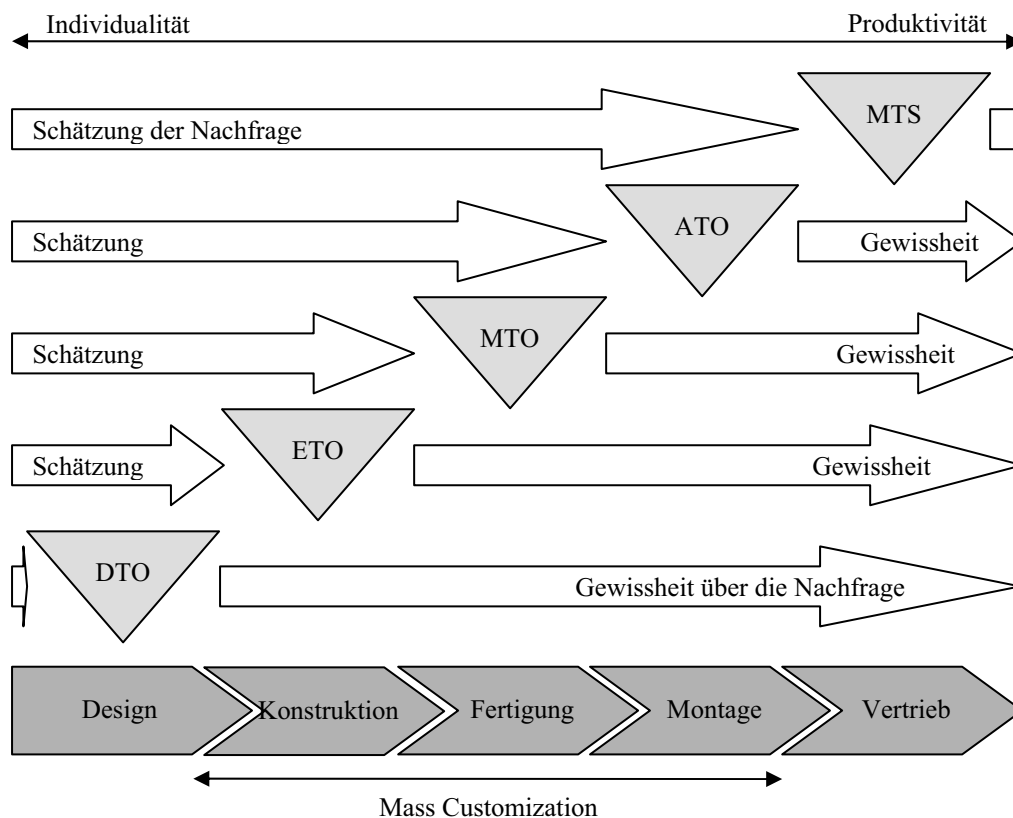 Individualität
Produktivität
Schätzung der Nachfrage
MTS
Schätzung
ATO
Gewissheit
Schätzung
MTO
Gewissheit
Schätzung
ETO
Gewissheit
DTO
Gewissheit über die Nachfrage
Design
Konstruktion
Fertigung
Montage
Vertrieb
Mass Customization